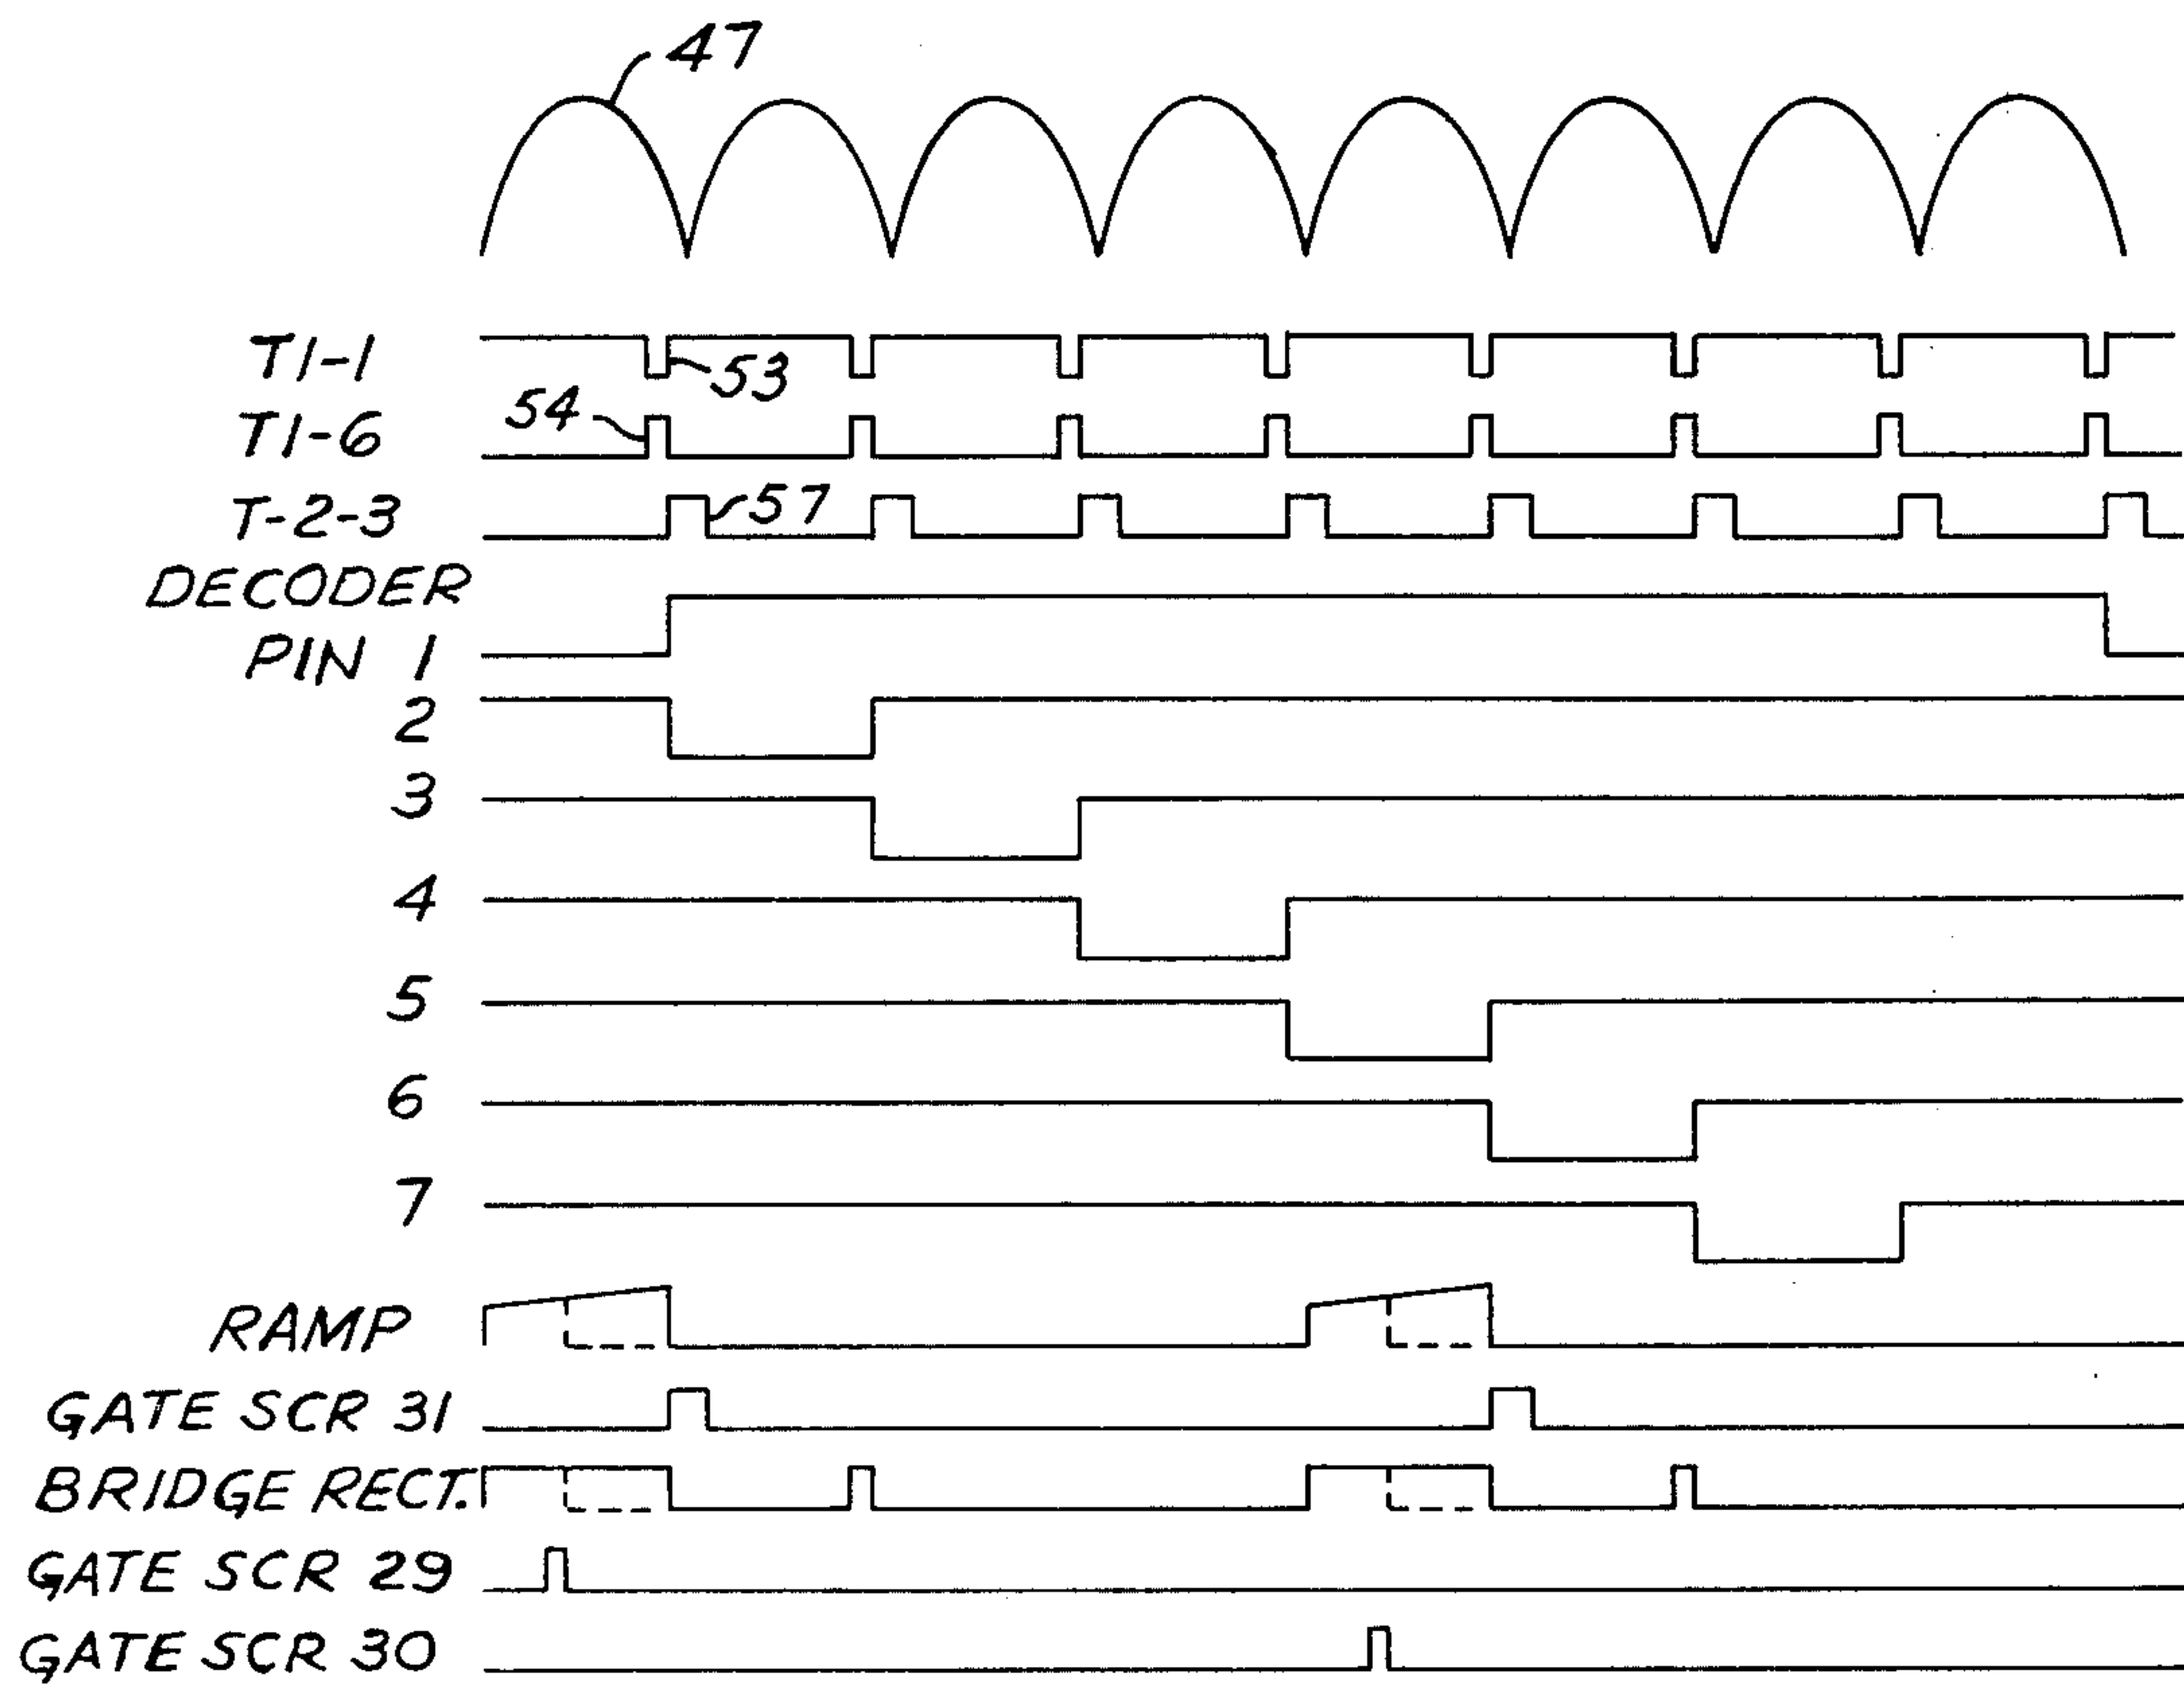 47
T1-1
53
54
T1-6
T-2-3
57
DECODER
PIN 1
2
3
4
5
6
7
RAMP
GATE SCR 31
BRIDGE RECT.
GATE SCR 29
GATE SCR 30